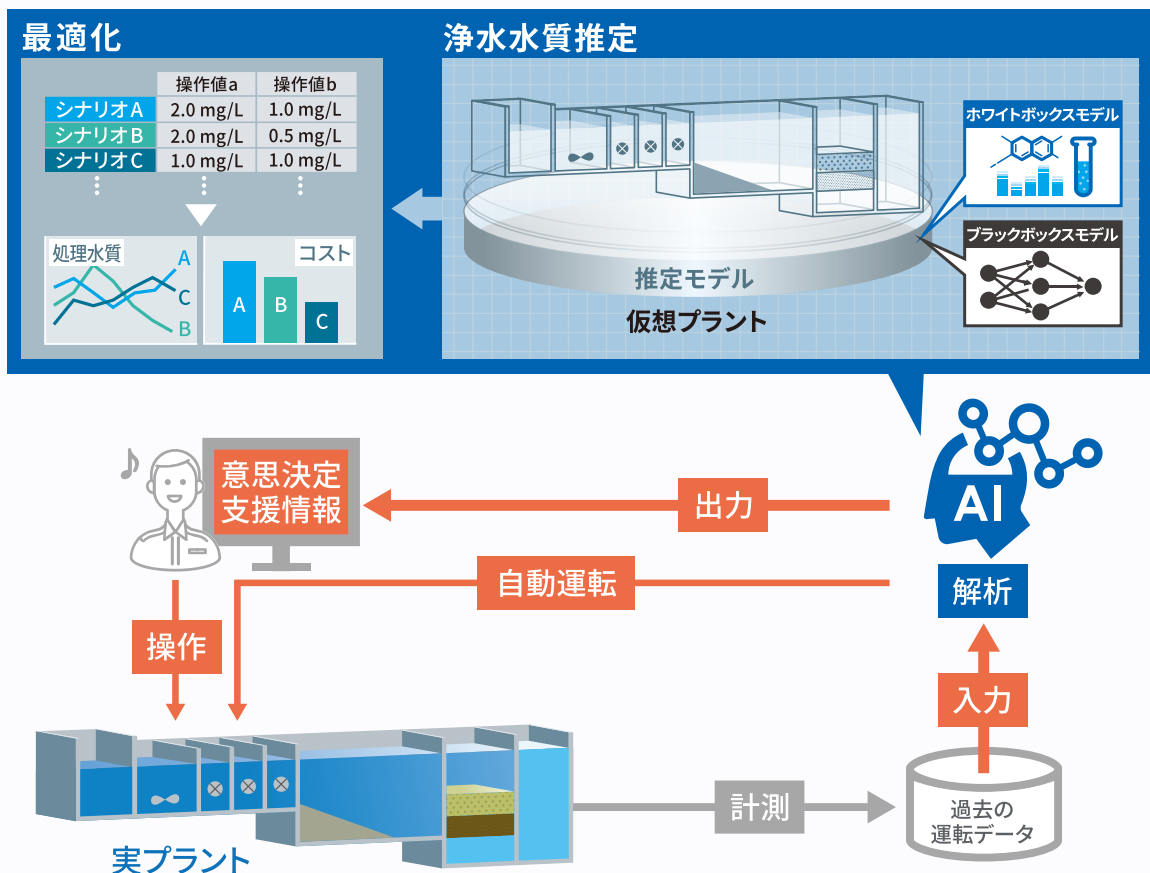 最適化
操作値a 操作値b
シナリオA 2.0 mg/L 1.0 mg/L
シナリオB 2.0 mg/L 0.5 mg/L
シナリオC 1.0 mg/L 1.0 mg/L
処理水質
A
C
B
コスト
A
B
C
浄水水質推定
ホワイトボックスモデル
ブラックボックスモデル
推定モデル
仮想プラント
意思決定
支援情報
出力
AI
自動運転
解析
操作
入力
計測
過去の
運転データ
実プラント